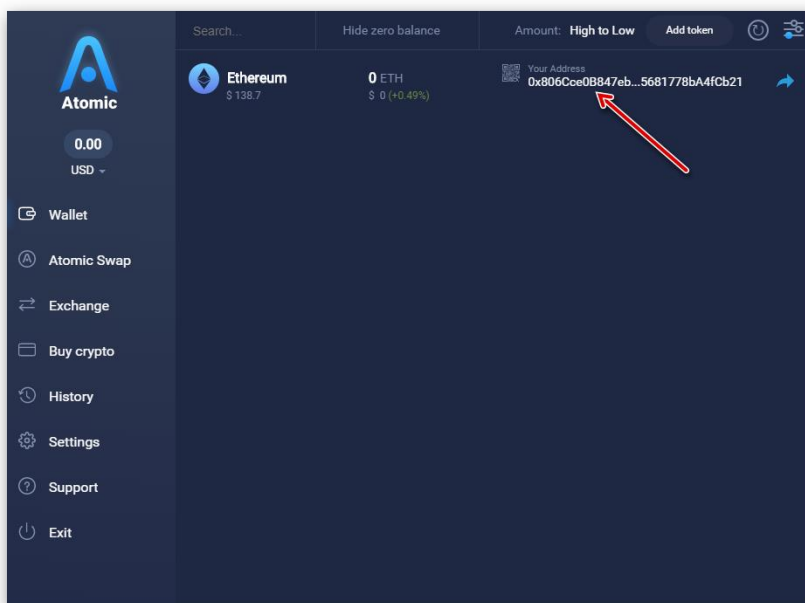 Search...
Hide zero balance
Amount: High to Low
Add token
Atomic
0.00
USD
Wallet
Atomic Swap
Exchange
Buy crypto
History
Settings
Support
Exit
Ethereum
$ 138.7
0 ETH
$ 0 (+0.49%)
Your Address
0x806Cce0B847eb...5681778bA4fCb21